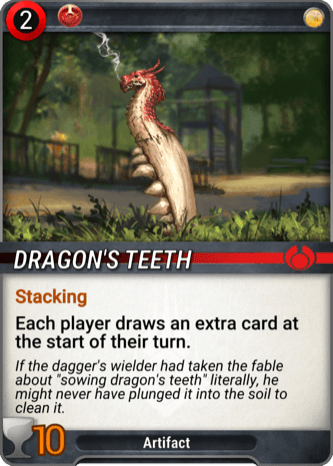 2
DRAGON'S TEETH
Stacking
Each player draws an extra card at
the start of their turn.
If the dagger's wielder had taken the fable
about "sowing dragon's teeth" literally, he
might never have plunged it into the soil to
clean it.
10
Artifact